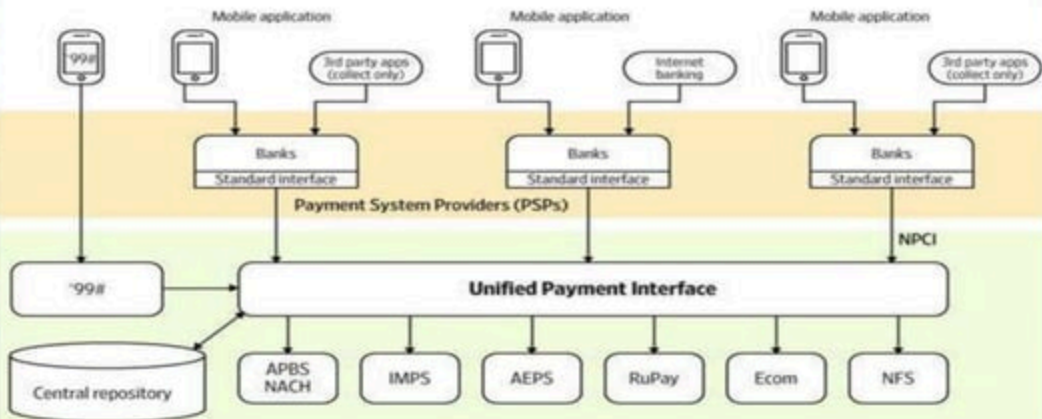 Mobile application
Mobile application
Mobile application
*99#
3rd party apps
(collect only)
Internet
banking
3rd party apps
(collect only)
Banks
Banks
Banks
Standard interface
Standard interface
Standard interface
Payment System Providers (PSPs)
NPCI
*99#
Unified Payment Interface
Central repository
APBS
NACH
IMPS
AEPS
RuPay
Ecom
NFS